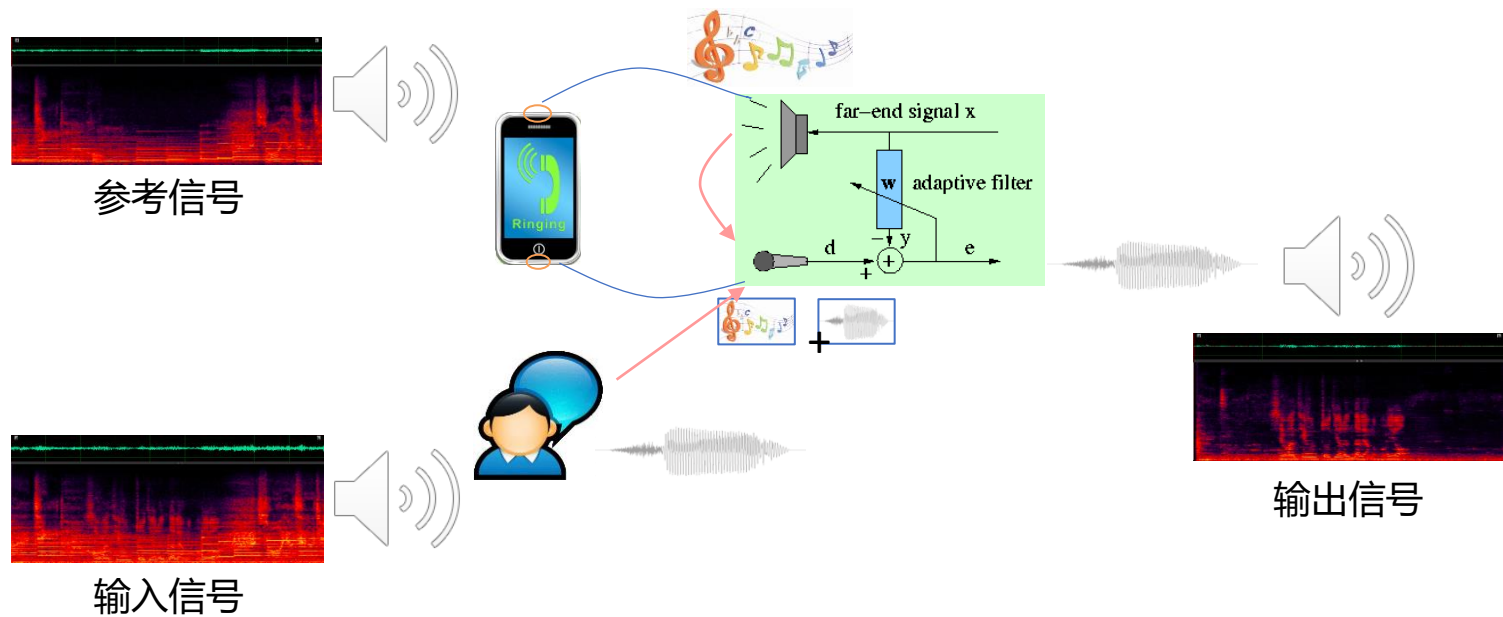 参考信号
Ringing
far-end signal x
w adaptive filter
− y
d
e
+
+
+
输出信号
输入信号